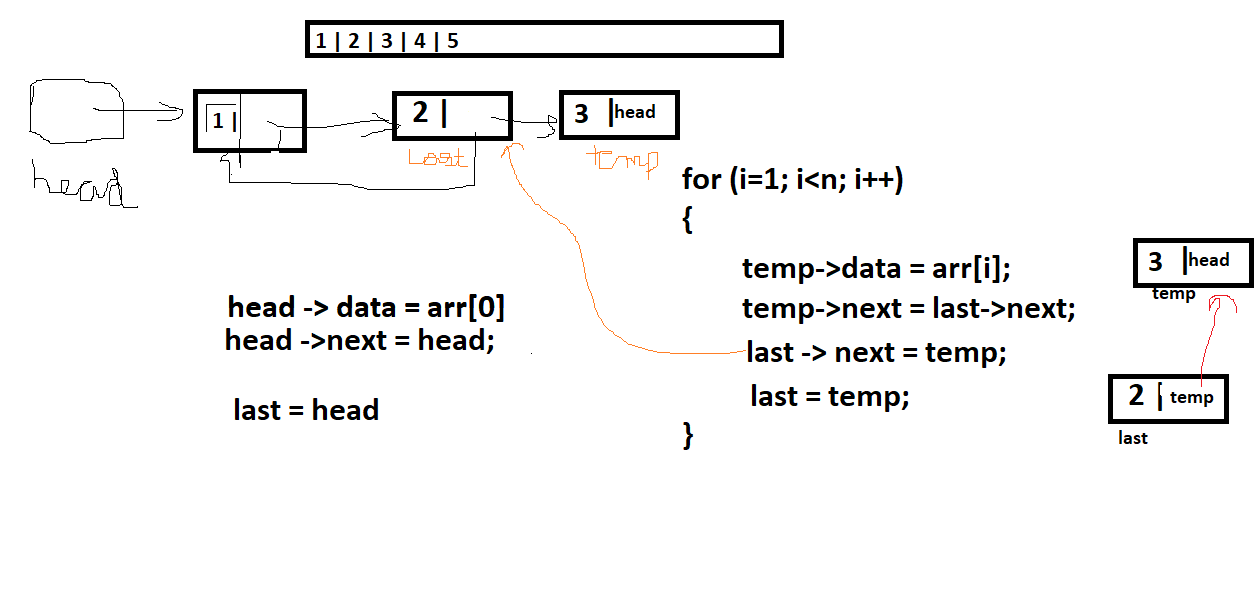 1 | 2 | 3 | 4 | 5
1 |
2 |
3 |head
head
Last
temp
for (i=1; i<n; i++)
{
temp->data = arr[i];
temp->next = last->next;
last -> next = temp;
last = temp;
}
head -> data = arr[0]
head ->next = head;
last = head
3 |head
temp
2 | temp
last